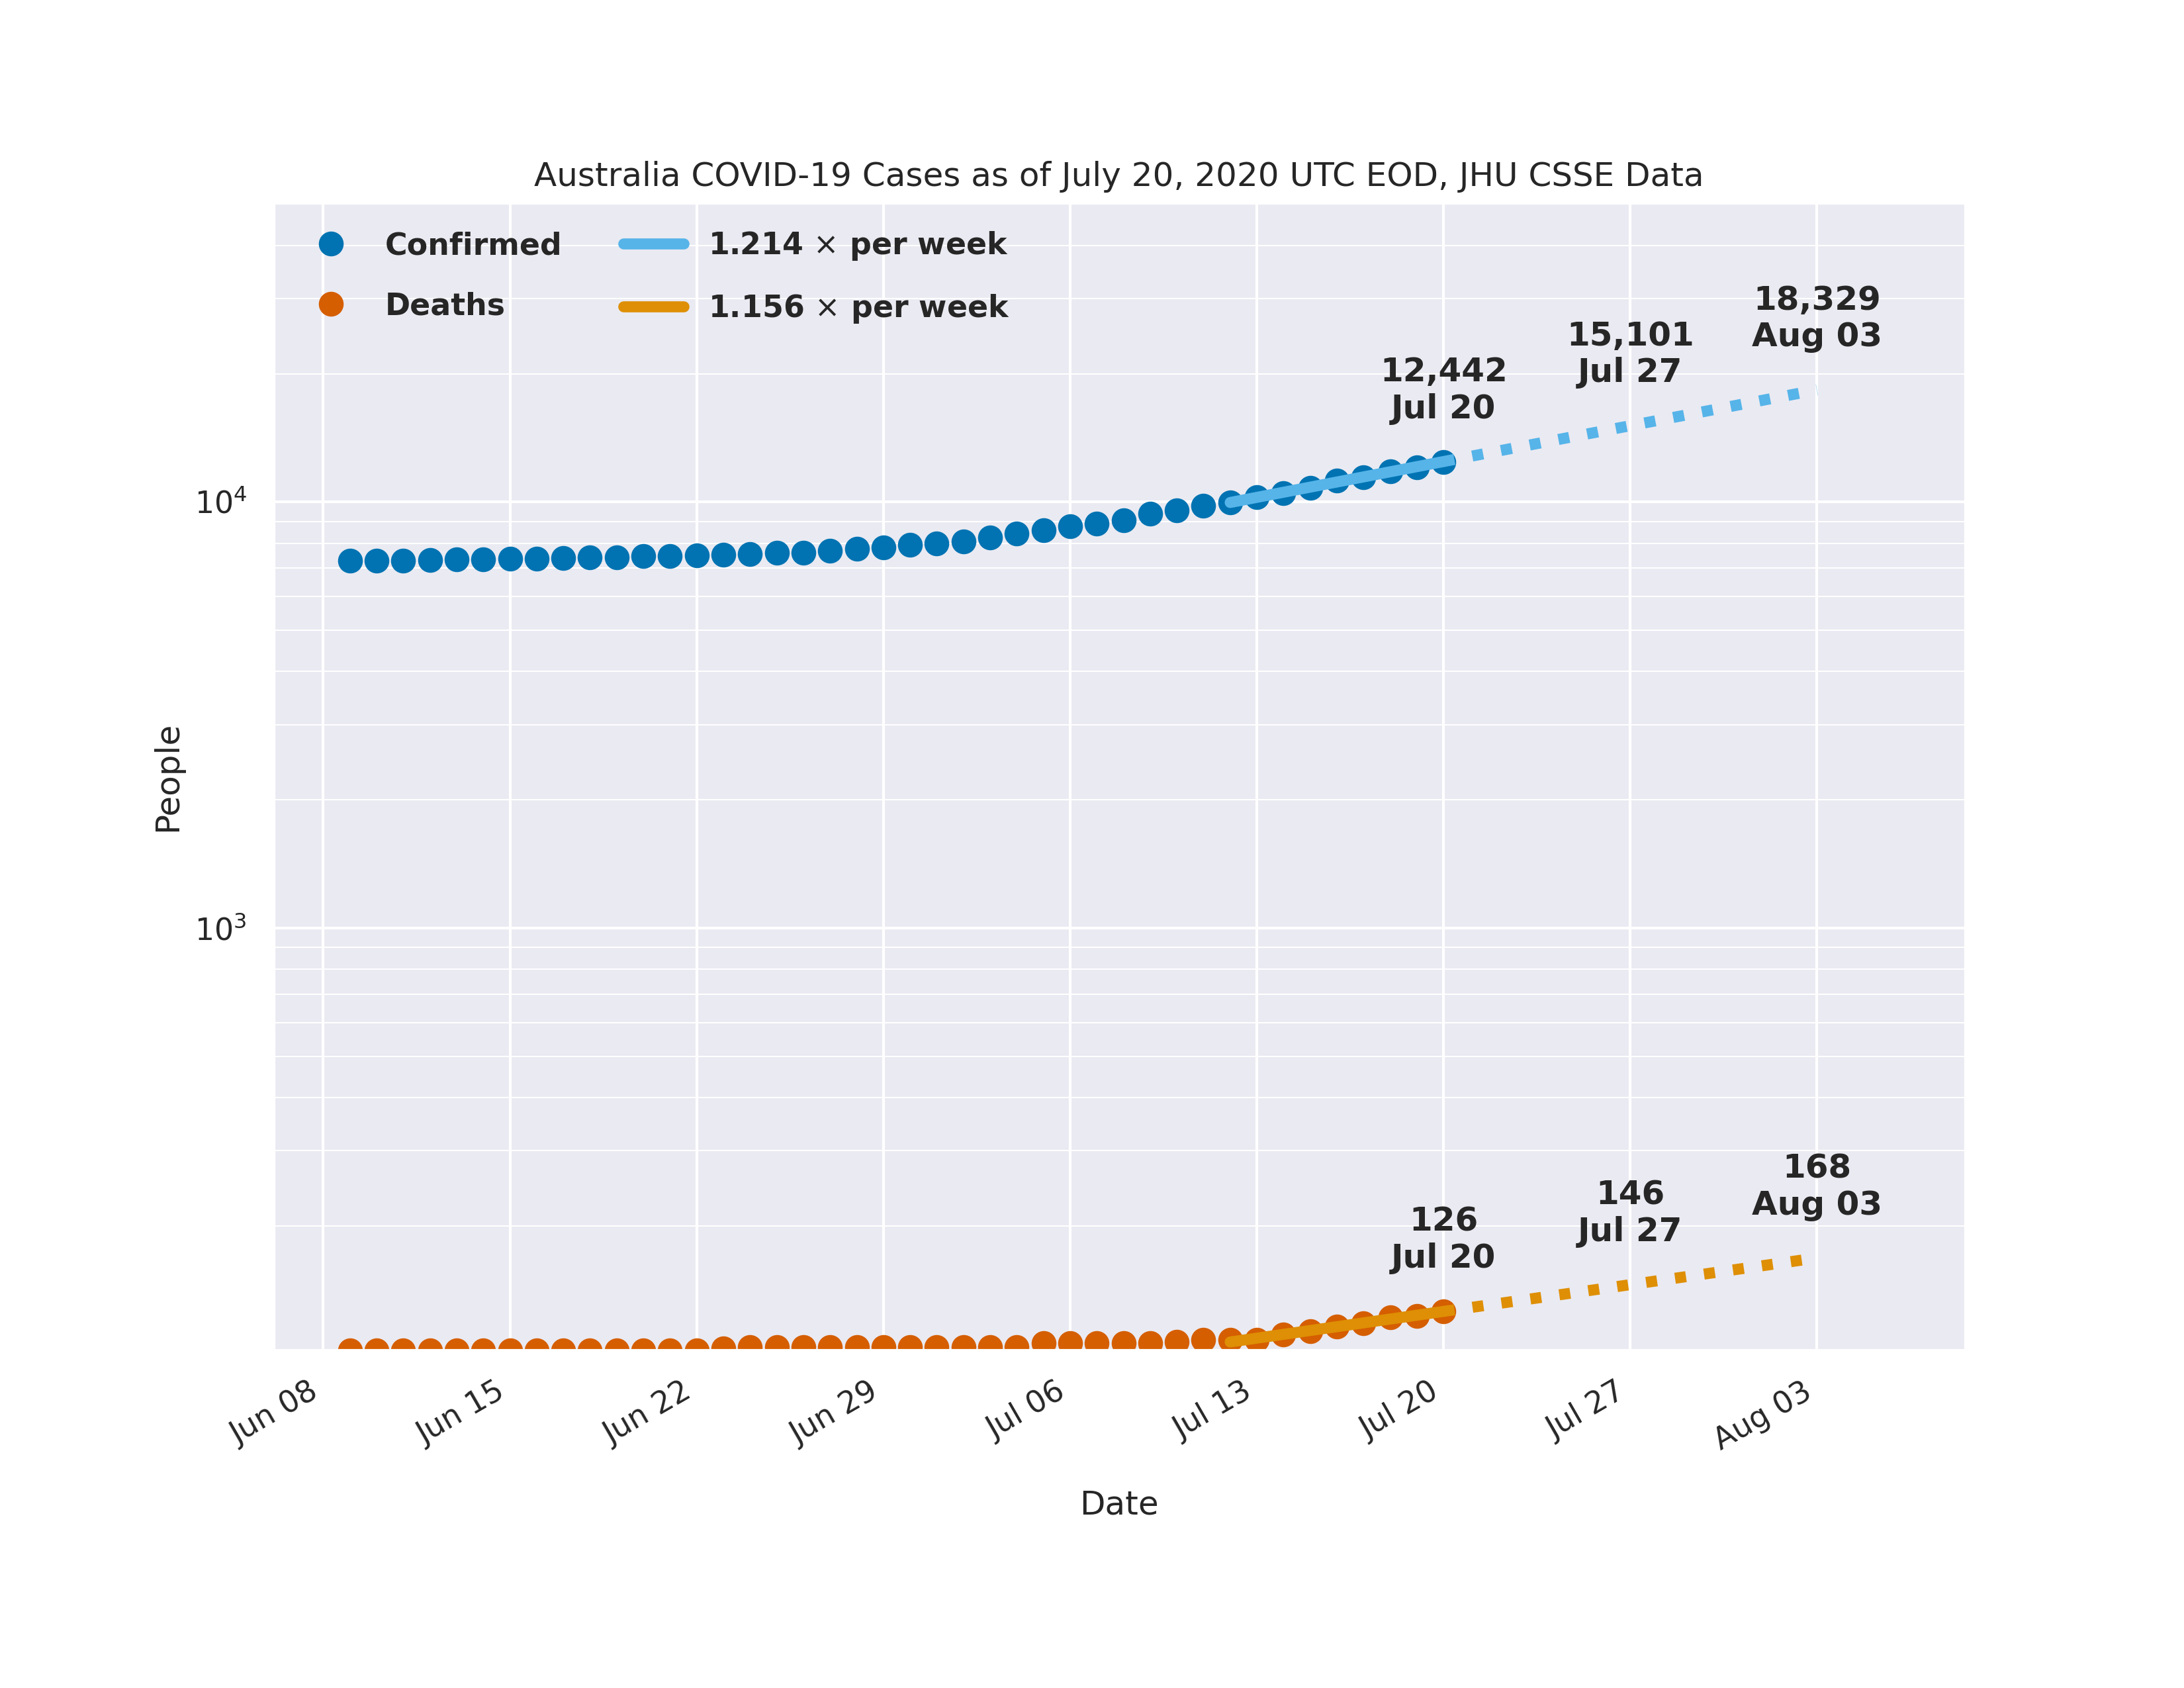 Australia COVID-19 Cases as of July 20, 2020 UTC EOD, JHU CSSE Data
Confirmed
Deaths
1.214 × per week
1.156 × per week
12,442
Jul 20
15,101
Jul 27
18,329
Aug 03
126
Jul 20
146
Jul 27
168
Aug 03
People
10⁴
10³
Jun 08
Jun 15
Jun 22
Jun 29
Jul 06
Jul 13
Jul 20
Jul 27
Aug 03
Date